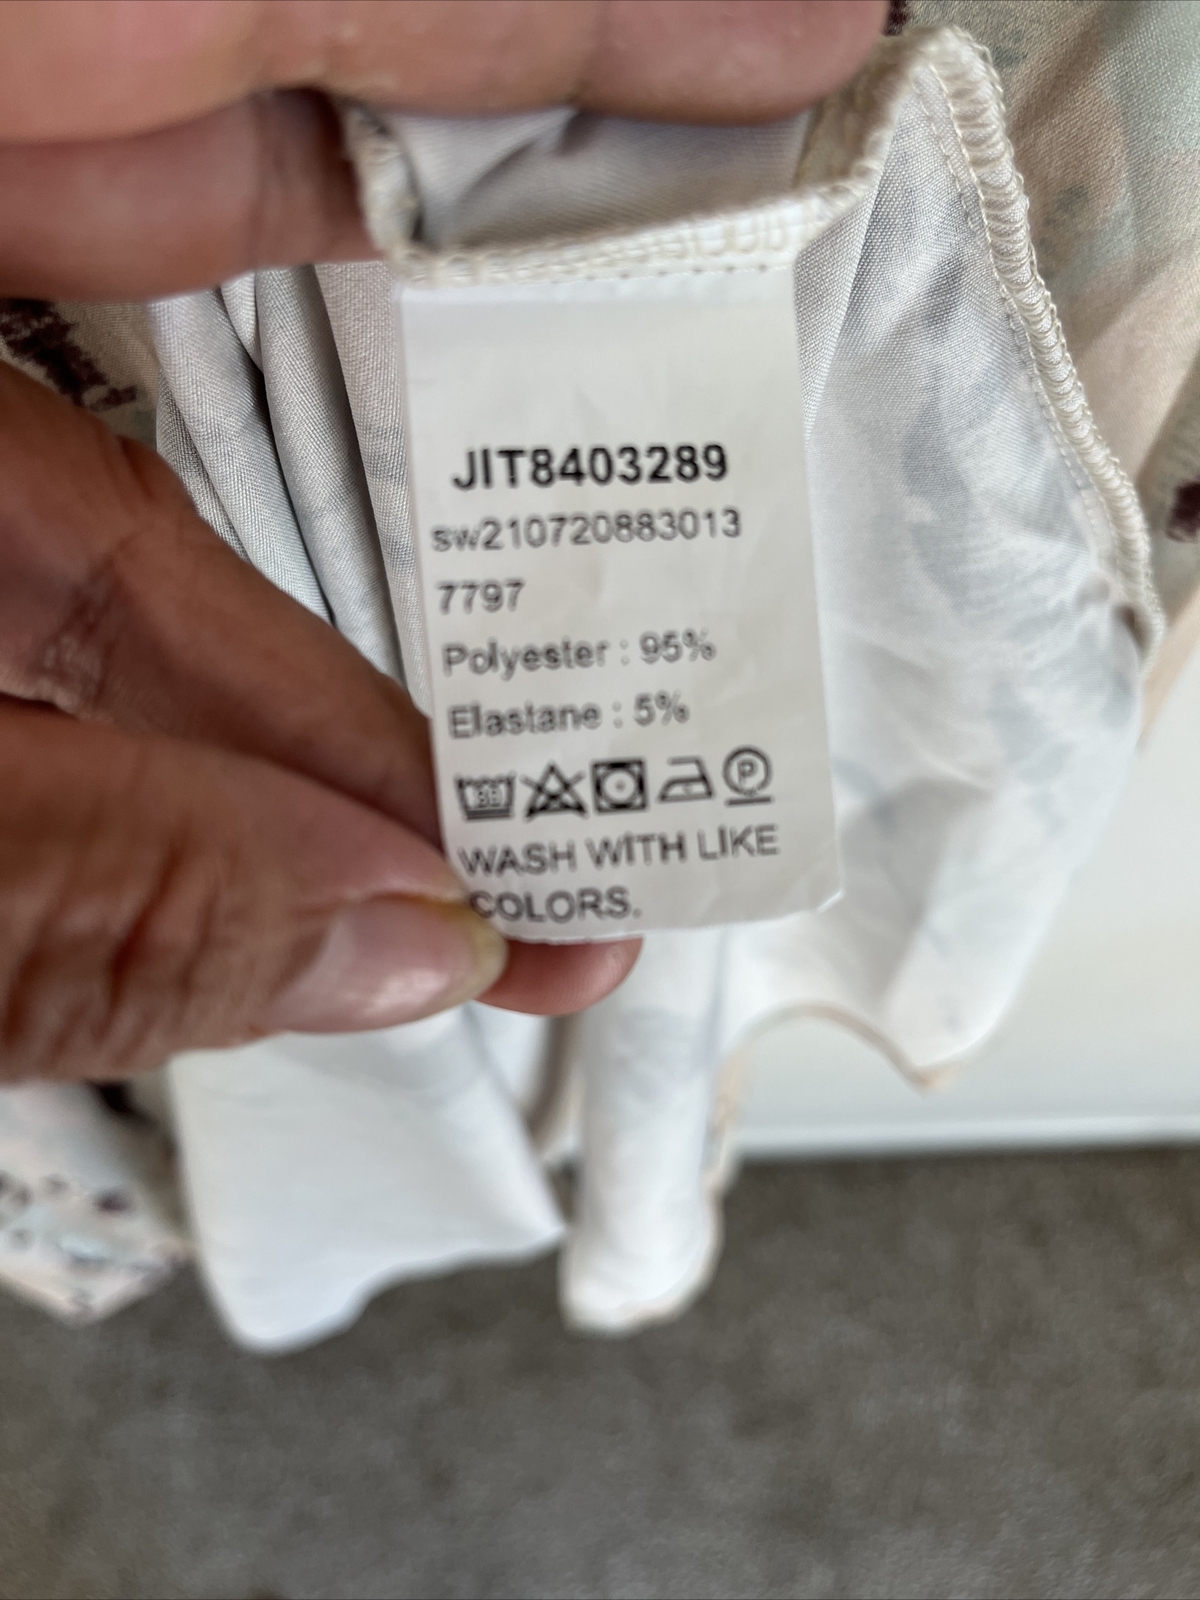 JIT8403289
sw210720883013
7797
Polyester : 95%
Elastane : 5%
P
WASH WITH LIKE
COLORS.